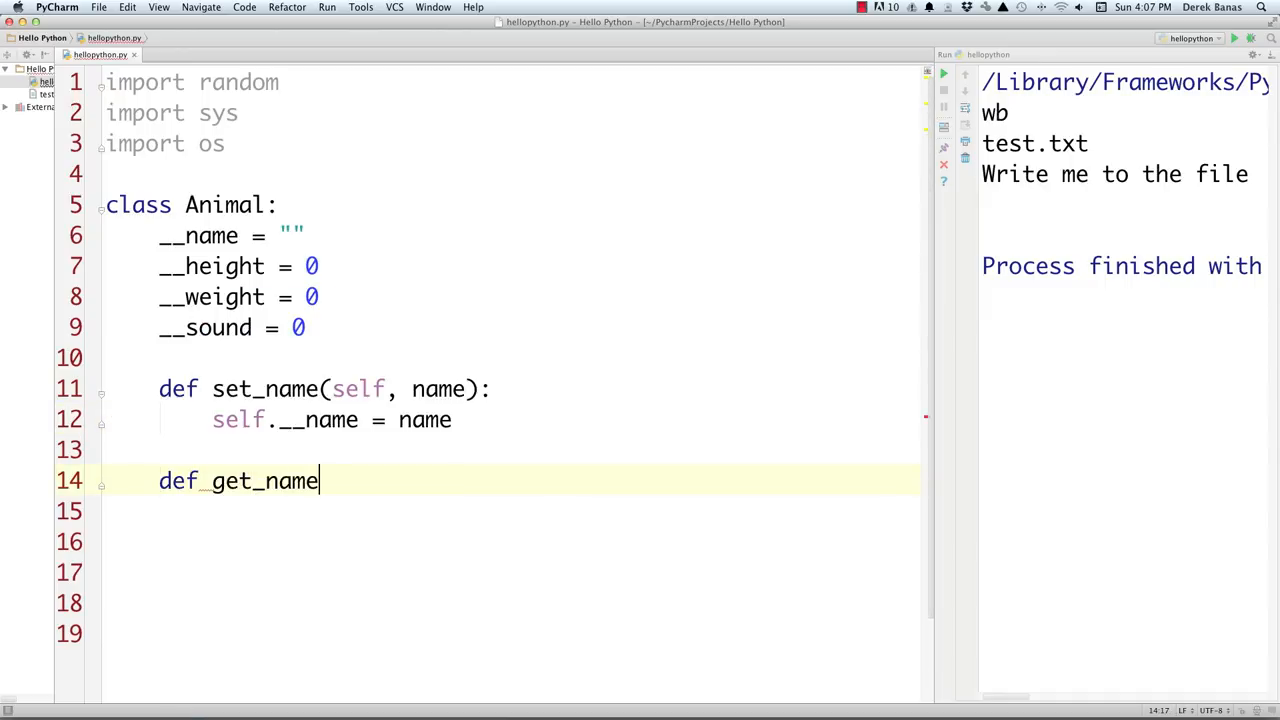 PyCharm File Edit View Navigate Code Refactor Run Tools VCS Window Help 10 Sun 4:07 PM Derek Banas
hellopython.py – Hello Python – [~/PycharmProjects/Hello Python]
Hello Python hellopython.py hellopython
hellopython.py Run hellopython
Hello P
hell
test
Extern
1 import random
2 import sys
3 import os
4
5 class Animal:
6 __name = ""
7 __height = 0
8 __weight = 0
9 __sound = 0
10
11 def set_name(self, name):
12 self.__name = name
13
14 def get_name
15
16
17
18
19
/Library/Frameworks/Py
wb
test.txt
Write me to the file
Process finished with
14:17 LF UTF-8